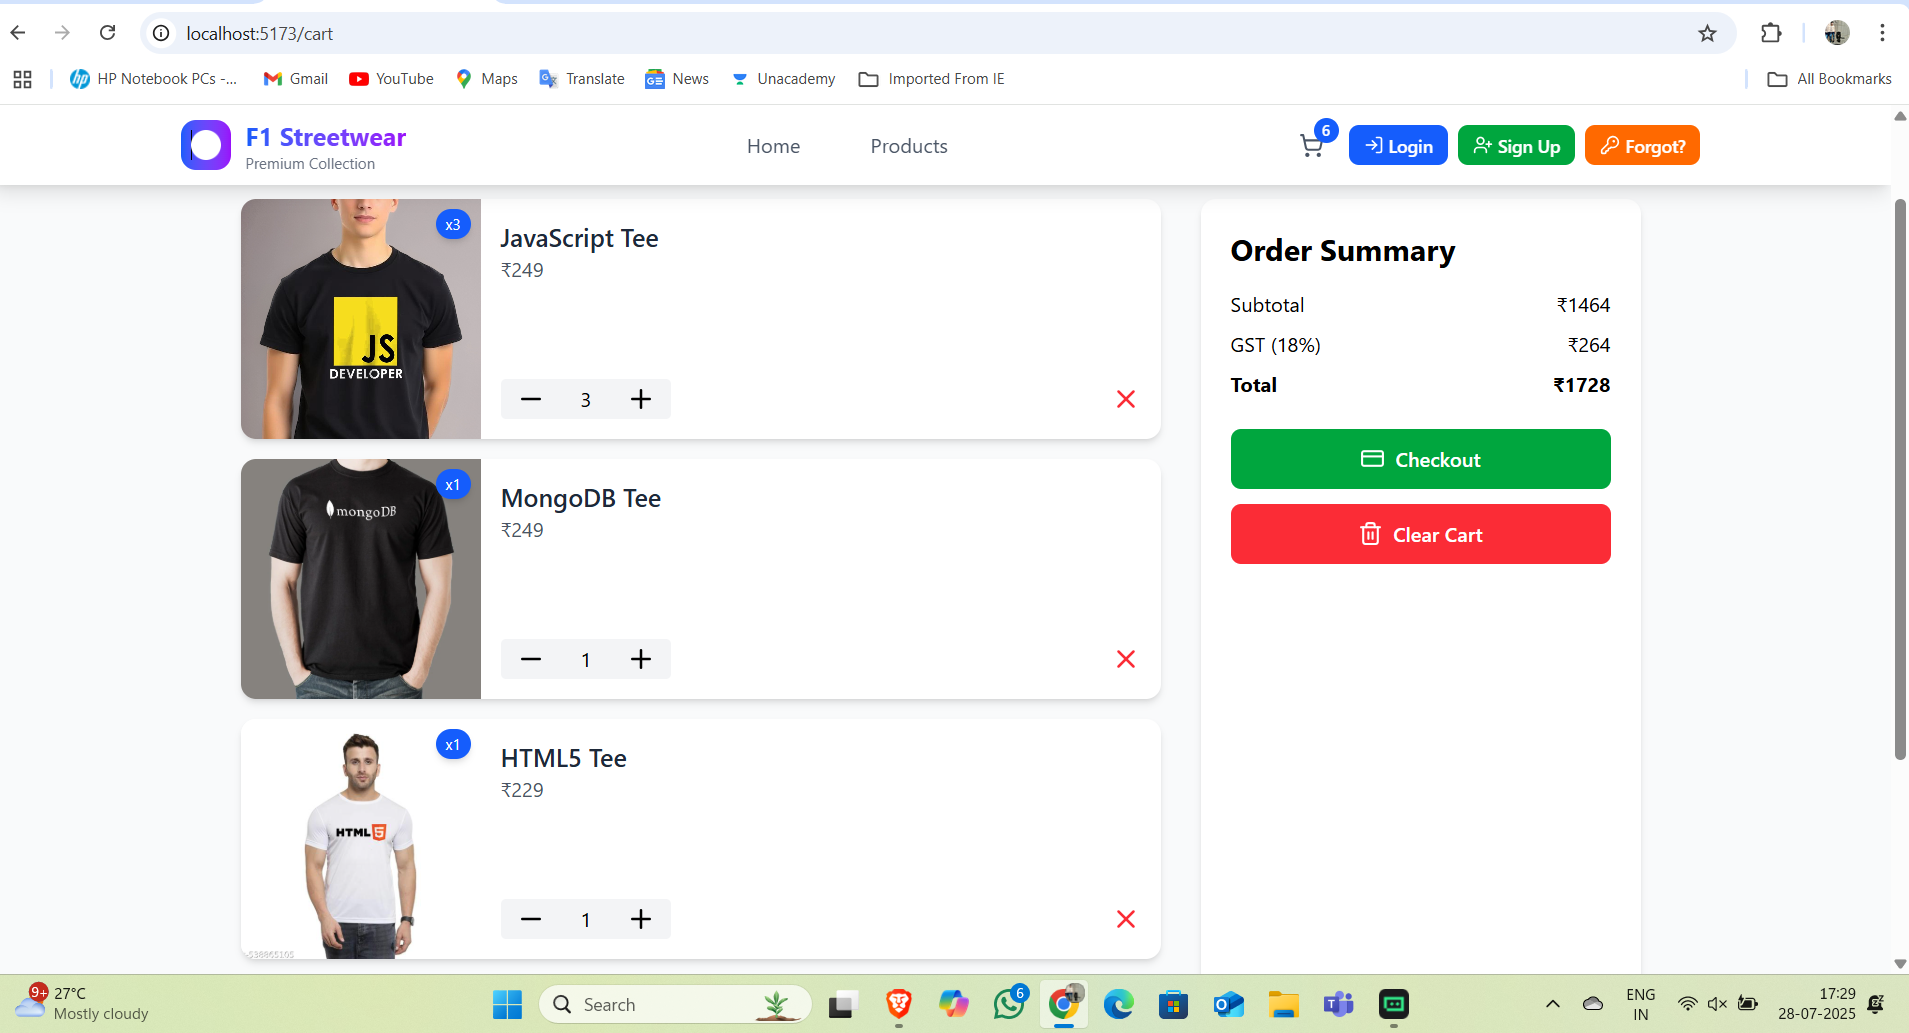 localhost:5173/cart
HP Notebook PCs -...
Gmail
YouTube
Maps
Translate
News
Unacademy
Imported From IE
All Bookmarks
F1 Streetwear
Premium Collection
Home
Products
6
Login
Sign Up
Forgot?
x3
JS
DEVELOPER
JavaScript Tee
₹249
3
x1
mongoDB
MongoDB Tee
₹249
1
x1
HTML5
HTML5 Tee
₹229
1
Order Summary
Subtotal ₹1464
GST (18%) ₹264
Total ₹1728
Checkout
Clear Cart
9+
27°C
Mostly cloudy
Search
6
ENG
IN
17:29
28-07-2025